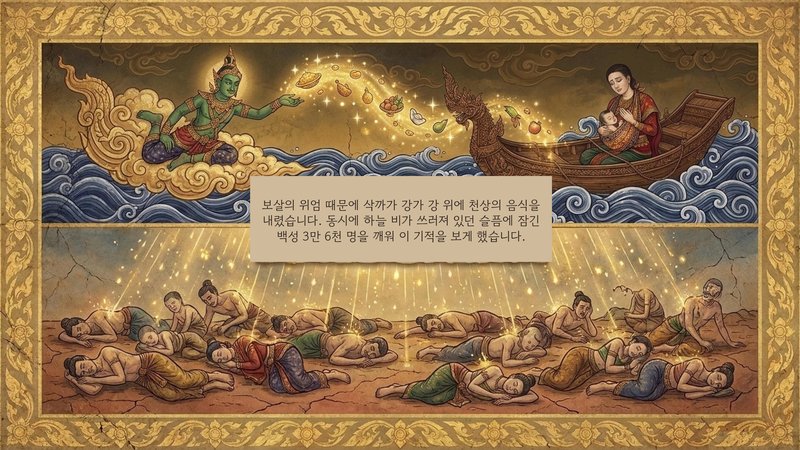 보살의 위엄 때문에 삭까가 강가 강 위에 천상의 음식을
내렸습니다. 동시에 하늘 비가 쓰러져 있던 슬픔에 잠긴
백성 3만 6천 명을 깨워 이 기적을 보게 했습니다.